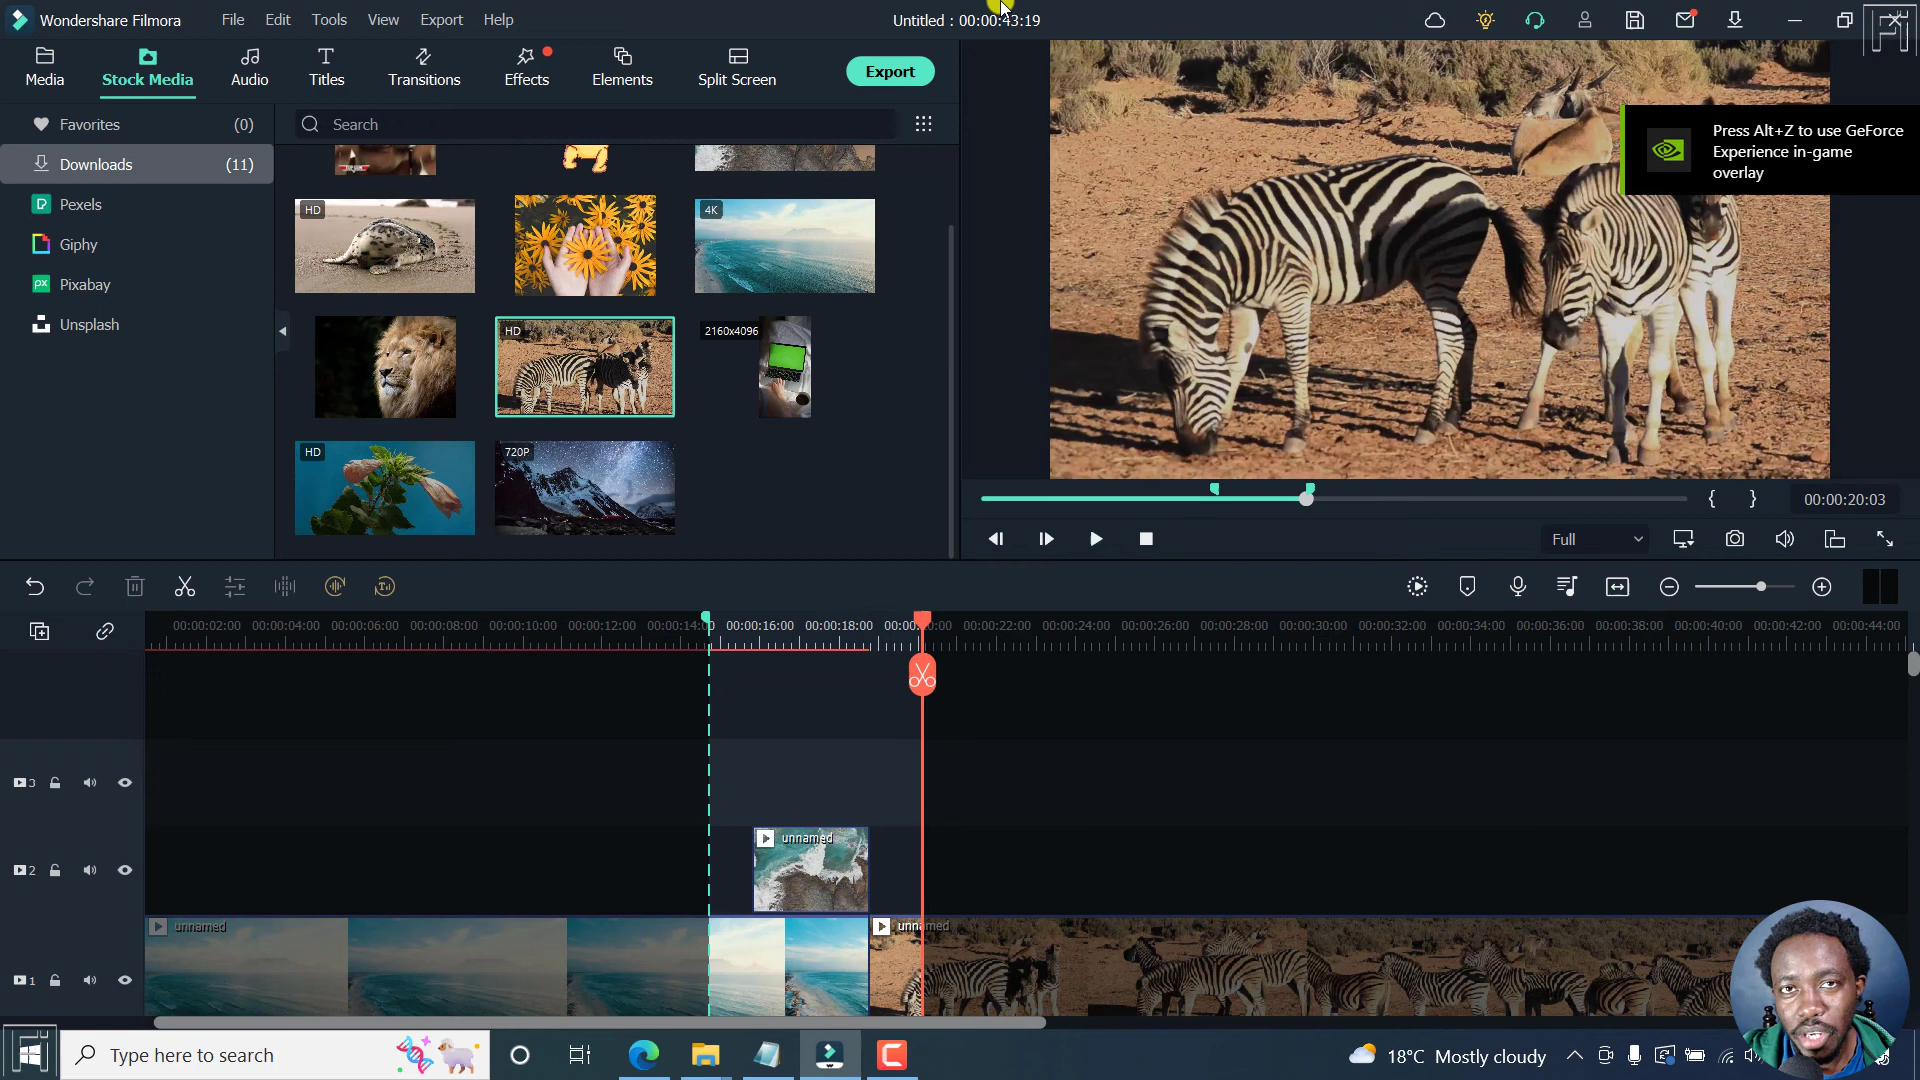 Wondershare Filmora File Edit Tools View Export Help Untitled : 00:00:43:19
Media Stock Media Audio Titles Transitions Effects Elements Split Screen Export
Favorites (0)
Search
Downloads (11)
Pexels
Giphy
Pixabay
Unsplash
HD
4K
HD
2160x4096
HD
720P
Press Alt+Z to use GeForce
Experience in-game
overlay
{ } 00:00:20:03
Full
00:00:02:00 00:00:04:00 00:00:06:00 00:00:08:00 00:00:10:00 00:00:12:00 00:00:14:00 00:00:16:00 00:00:18:00 00:00:22:00 00:00:24:00 00:00:26:00 00:00:28:00 00:00:30:00 00:00:32:00 00:00:34:00 00:00:36:00 00:00:38:00 00:00:40:00 00:00:42:00 00:00:44:00
3
unnamed
2
unnamed
unnamed
1
Type here to search
18°C Mostly cloudy